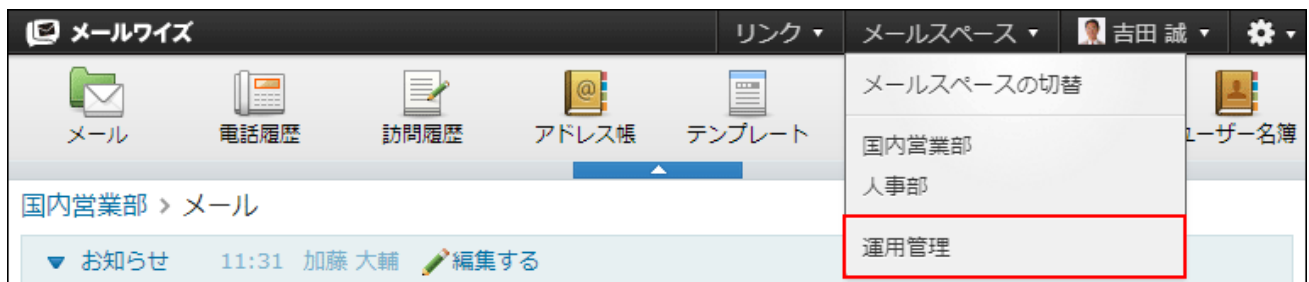 メールワイズ リンク メールスペース 吉田 誠
メール 電話履歴 訪問履歴 アドレス帳 テンプレート ーザー名簿
メールスペースの切替
国内営業部
人事部
運用管理
国内営業部 > メール
お知らせ 11:31 加藤 大輔 編集する